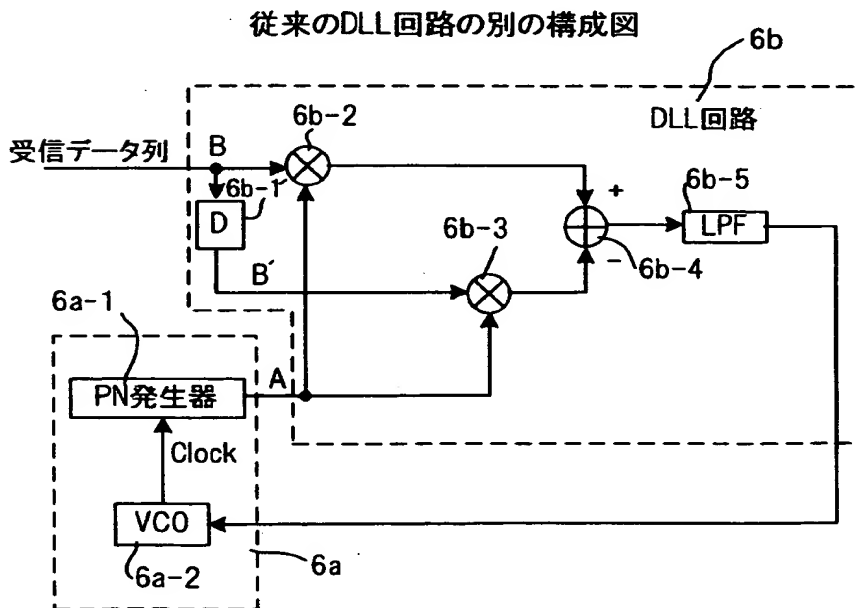 従来のDLL回路の別の構成図
6b
6b-2
DLL回路
受信データ列
B
6b-1´
D
+
6b-5
LPF
6b-3
-
6b-4
B´
6a-1
PN発生器
A
Clock
VCO
6a-2
6a